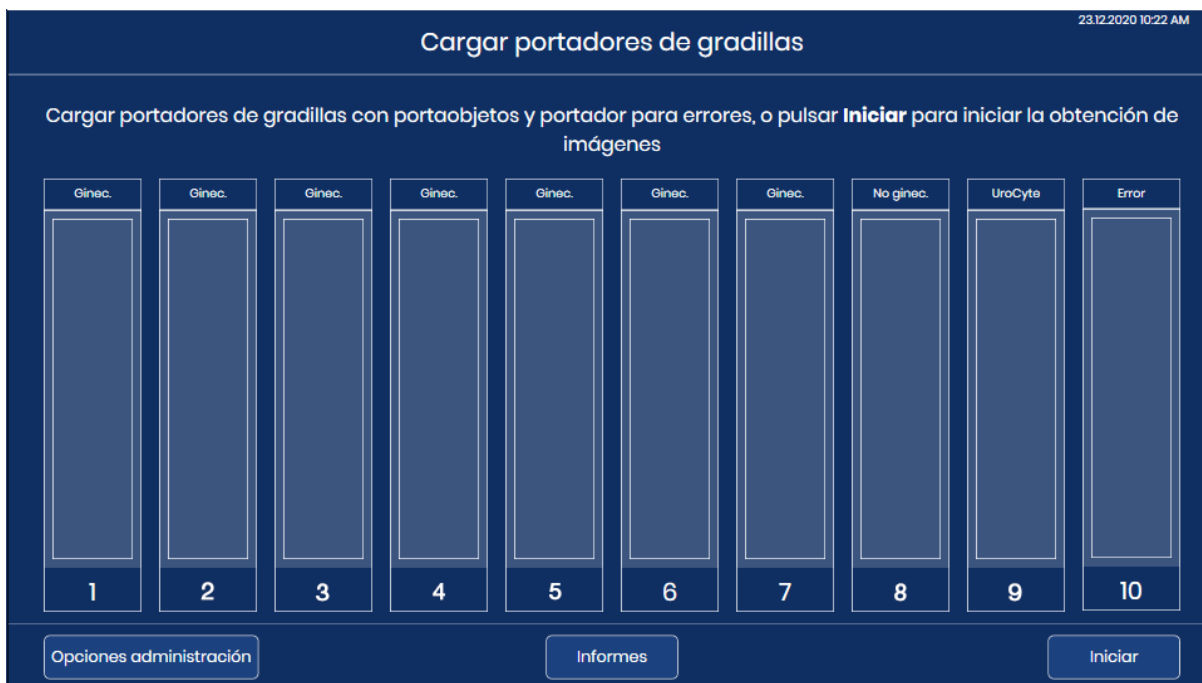 23.12.2020 10:22 AM
Cargar portadores de gradillas
Cargar portadores de gradillas con portaobjetos y portador para errores, o pulsar Iniciar para iniciar la obtención de
imágenes
Ginec. Ginec. Ginec. Ginec. Ginec. Ginec. Ginec. No ginec. UroCyte Error
1 2 3 4 5 6 7 8 9 10
Opciones administración Informes Iniciar